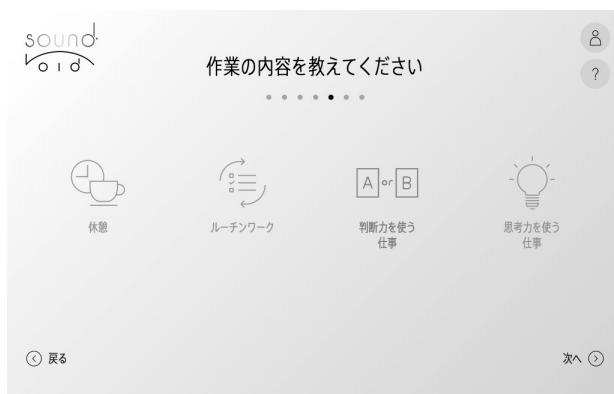 sound
void
作業の内容を教えてください
?
A or B
休憩
ルーチンワーク
判断力を使う
仕事
思考力を使う
仕事
戻る
次へ